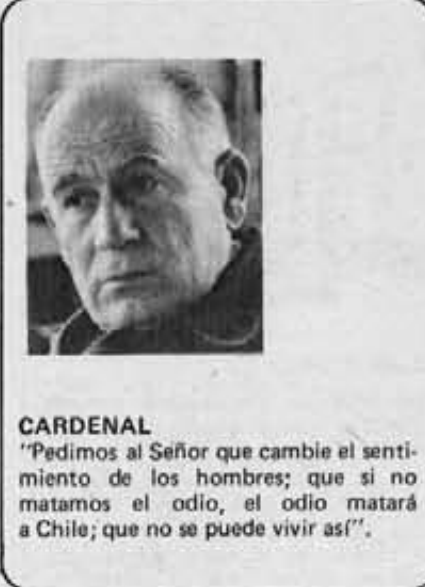 CARDENAL
"Pedimos al Señor que cambie el senti-
miento de los hombres; que si no
matamos el odio, el odio matará
a Chile; que no se puede vivir así".